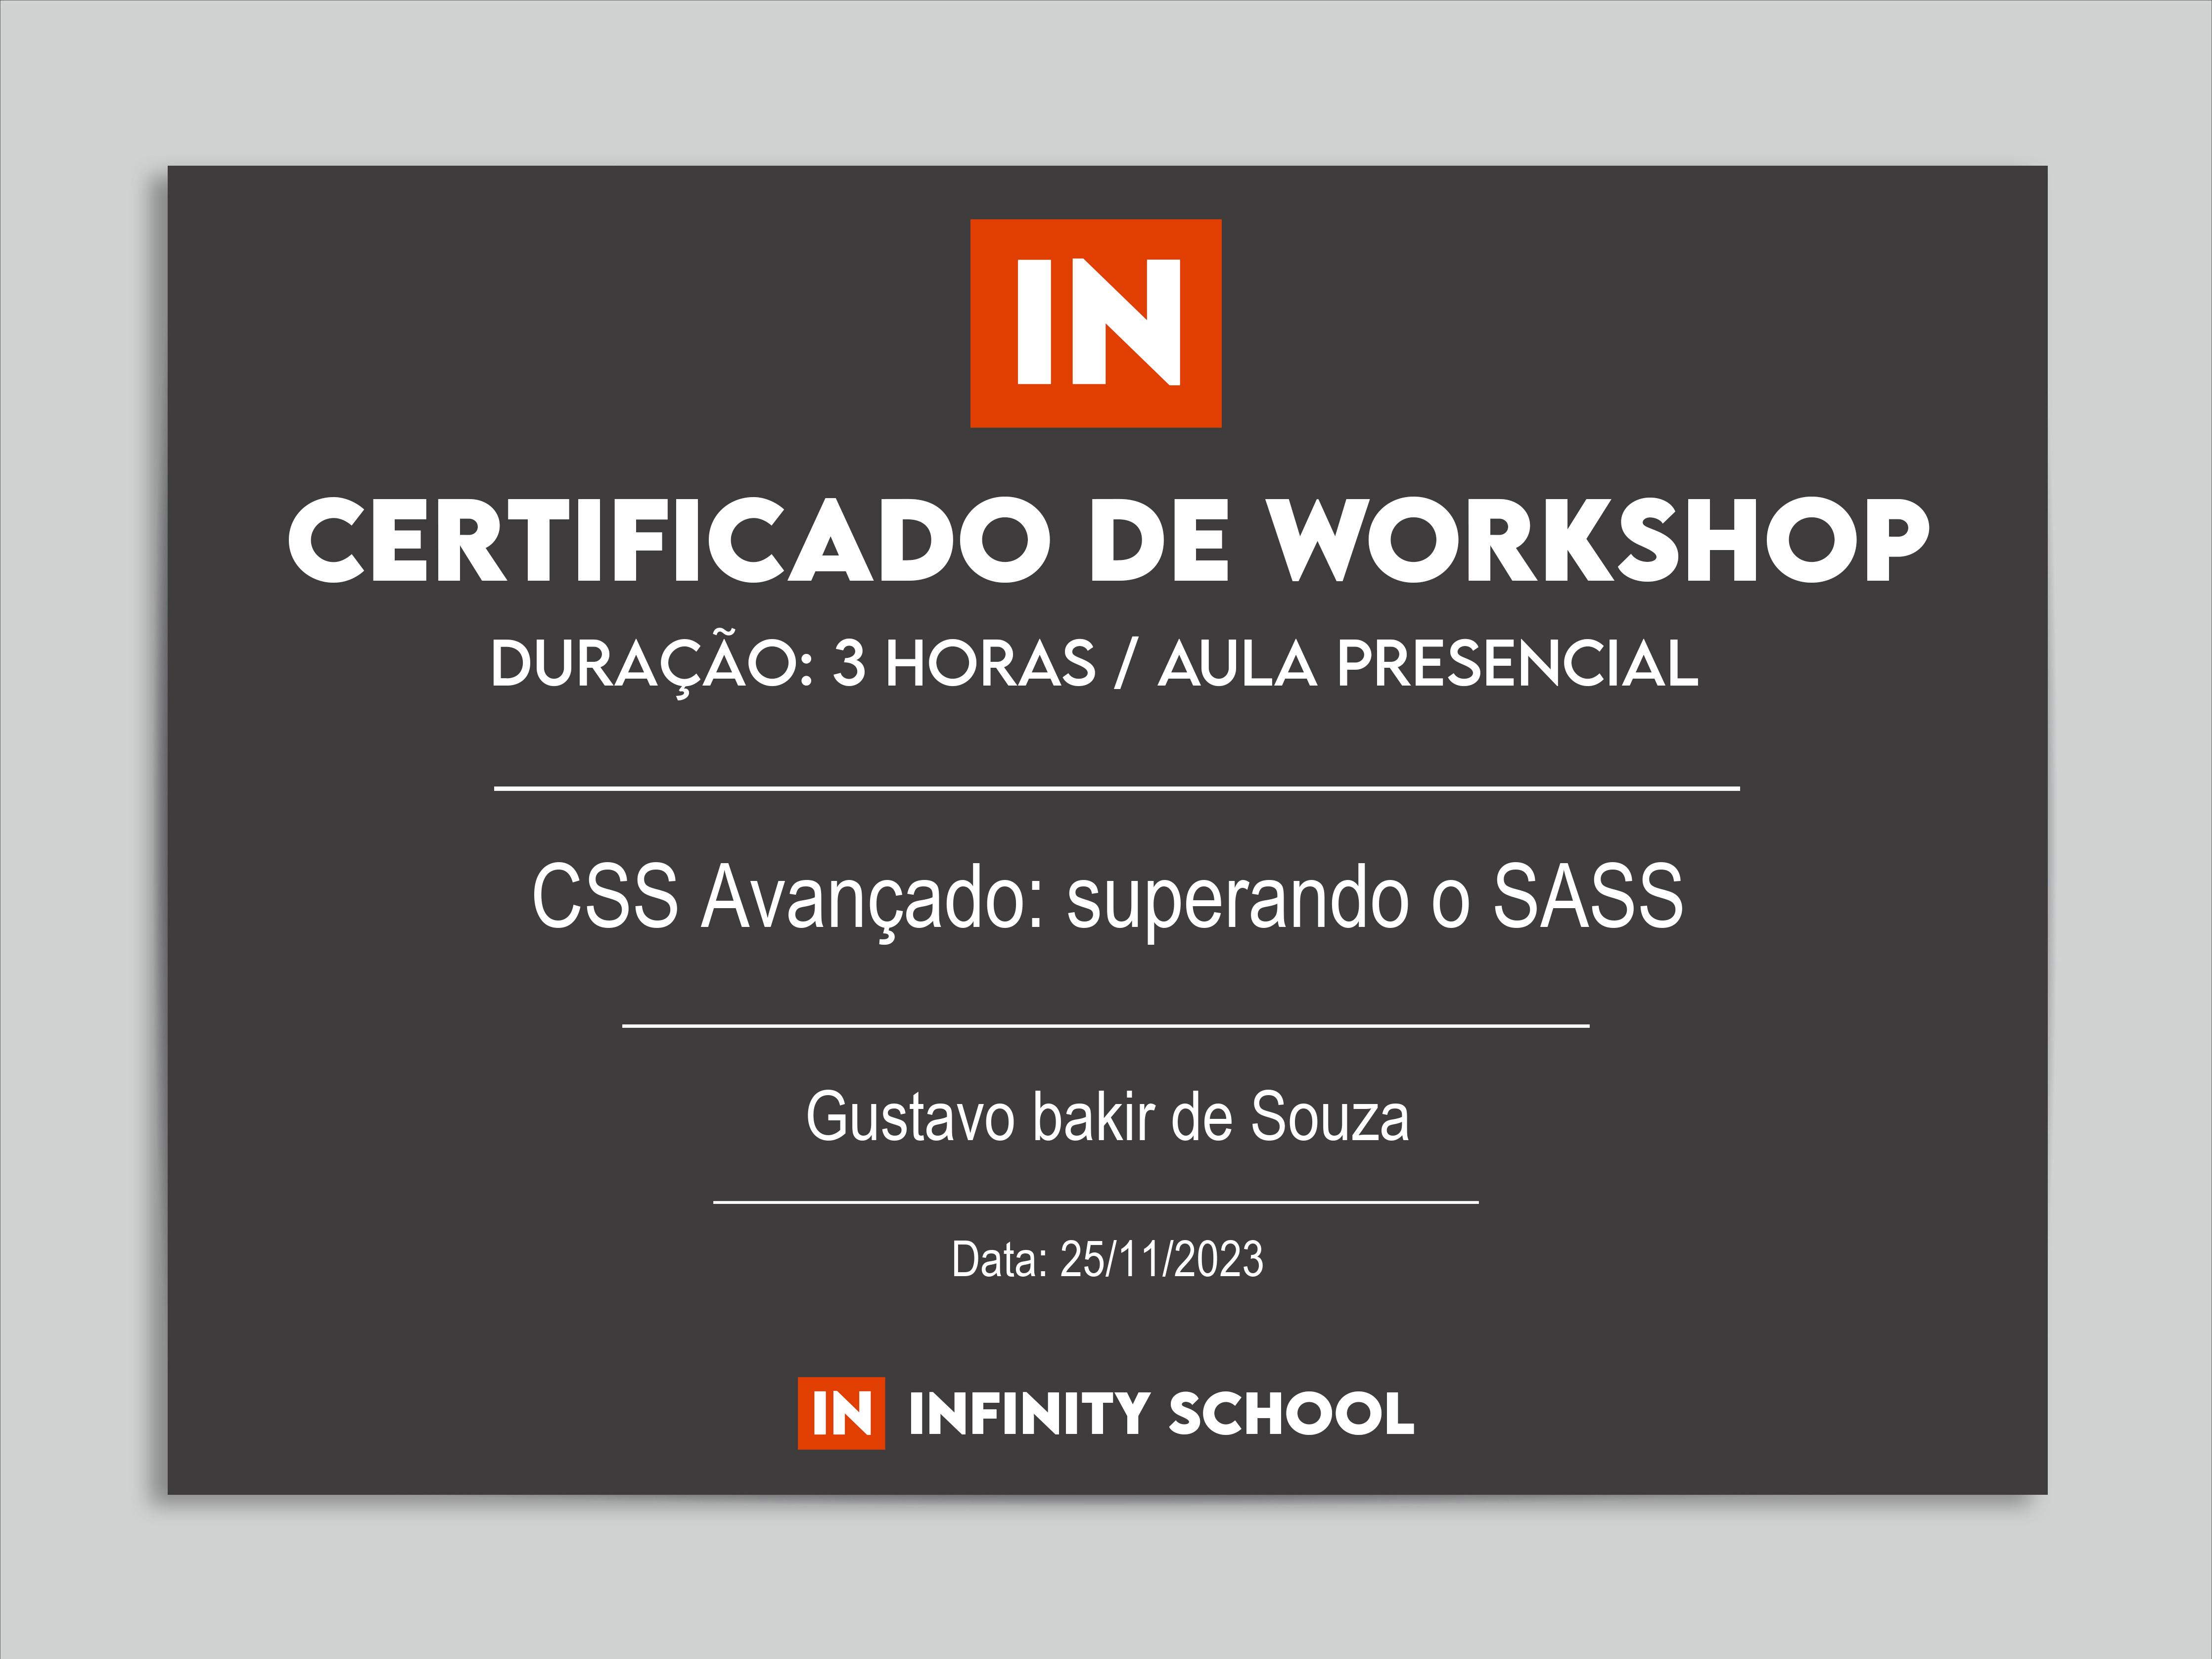 IN
CERTIFICADO DE WORKSHOP
DURAÇÃO: 3 HORAS / AULA PRESENCIAL
CSS Avançado: superando o SASS
Gustavo bakir de Souza
Data: 25/11/2023
IN INFINITY SCHOOL